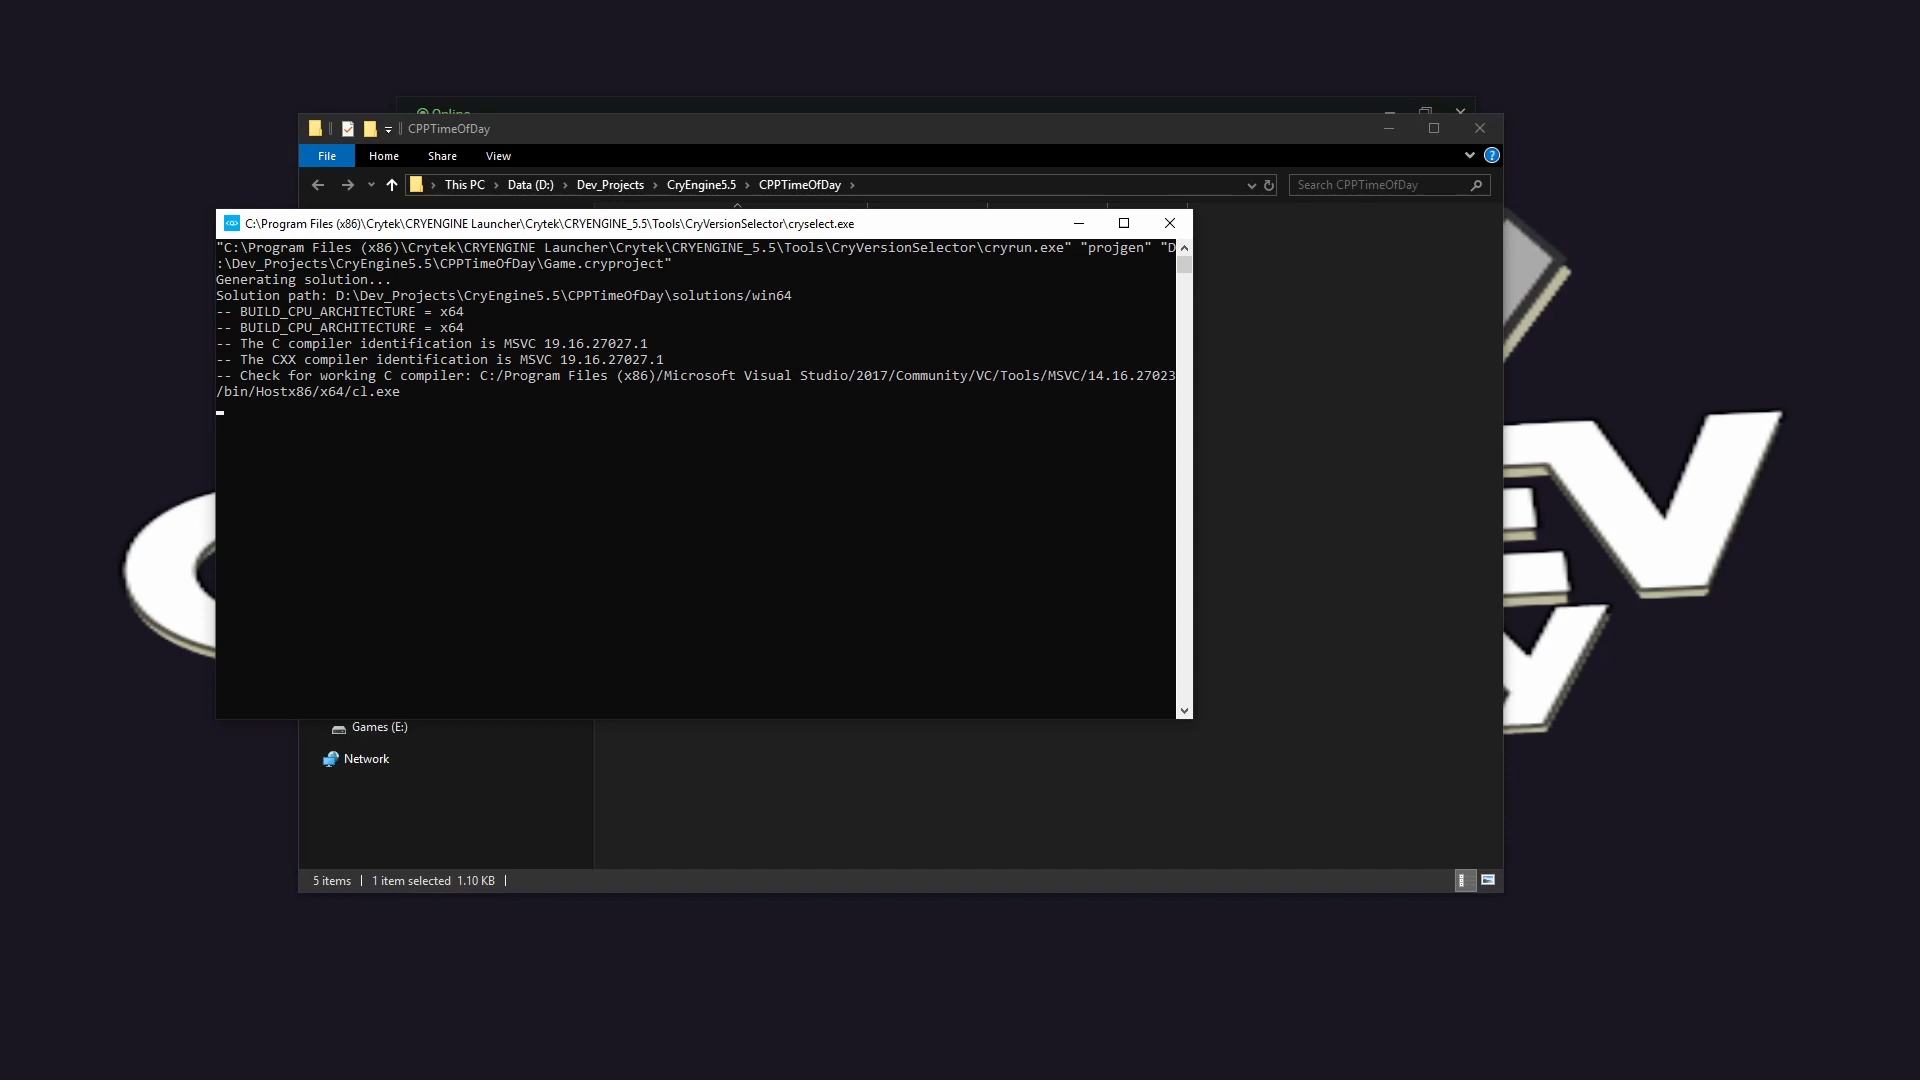 Online
CPPTimeOfDay
File
Home
Share
View
This PC
Data (D:)
Dev_Projects
CryEngine5.5
CPPTimeOfDay
Search CPPTimeOfDay
C:\Program Files (x86)\Crytek\CRYENGINE Launcher\Crytek\CRYENGINE_5.5\Tools\CryVersionSelector\cryselect.exe
"C:\Program Files (x86)\Crytek\CRYENGINE Launcher\Crytek\CRYENGINE_5.5\Tools\CryVersionSelector\cryrun.exe" "projgen" "D
:\Dev_Projects\CryEngine5.5\CPPTimeOfDay\Game.cryproject"
Generating solution...
Solution path: D:\Dev_Projects\CryEngine5.5\CPPTimeOfDay\solutions/win64
-- BUILD_CPU_ARCHITECTURE = x64
-- BUILD_CPU_ARCHITECTURE = x64
-- The C compiler identification is MSVC 19.16.27027.1
-- The CXX compiler identification is MSVC 19.16.27027.1
-- Check for working C compiler: C:/Program Files (x86)/Microsoft Visual Studio/2017/Community/VC/Tools/MSVC/14.16.27023
/bin/Hostx86/x64/cl.exe
Games (E:)
Network
5 items
1 item selected 1.10 KB